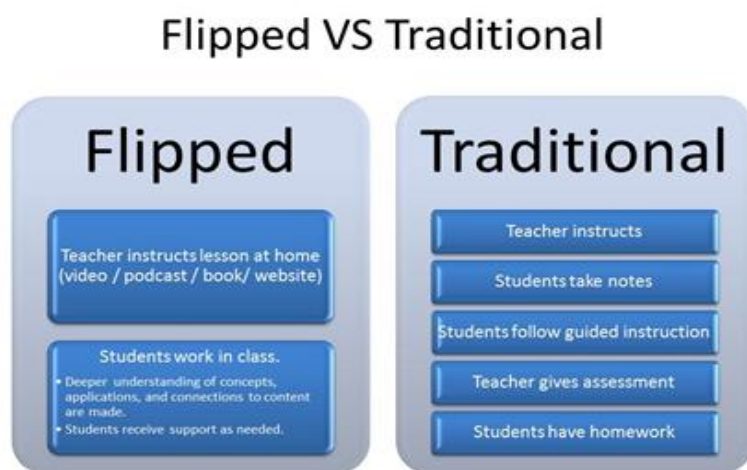 Flipped VS Traditional
Flipped
Teacher instructs lesson at home
(video / podcast / book/ website)
Students work in class.
• Deeper understanding of concepts,
applications, and connections to content
are made.
• Students receive support as needed.
Traditional
Teacher instructs
Students take notes
Students follow guided instruction
Teacher gives assessment
Students have homework